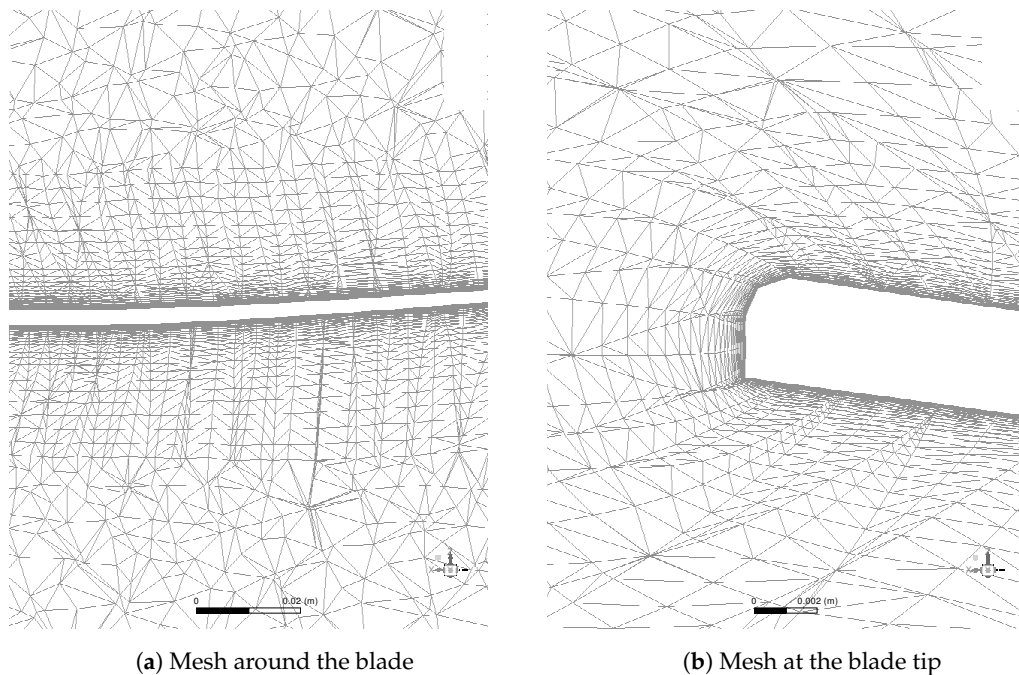 0 0.02 (m)
0 0.002 (m)
(a) Mesh around the blade
(b) Mesh at the blade tip